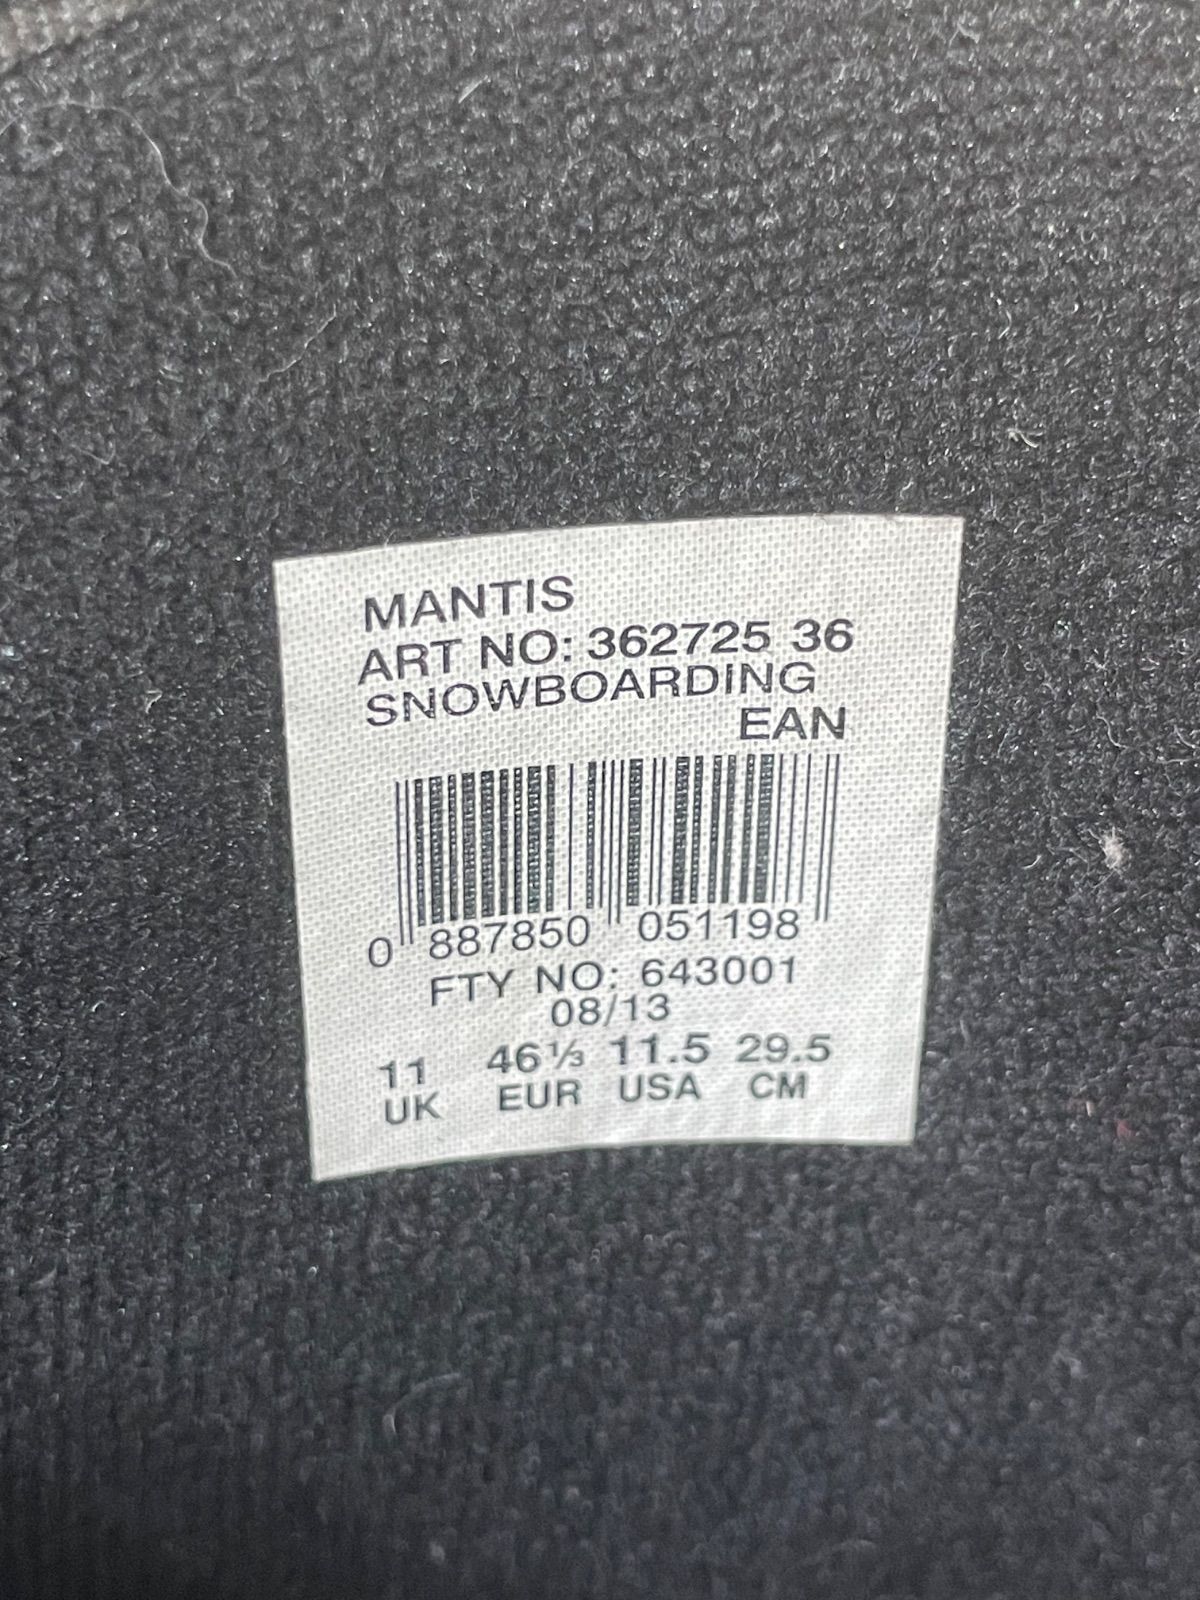 MANTIS
ART NO: 362725 36
SNOWBOARDING
EAN
0 887850 051198
FTY NO: 643001
08/13
11 46⅓ 11.5 29.5
UK EUR USA CM